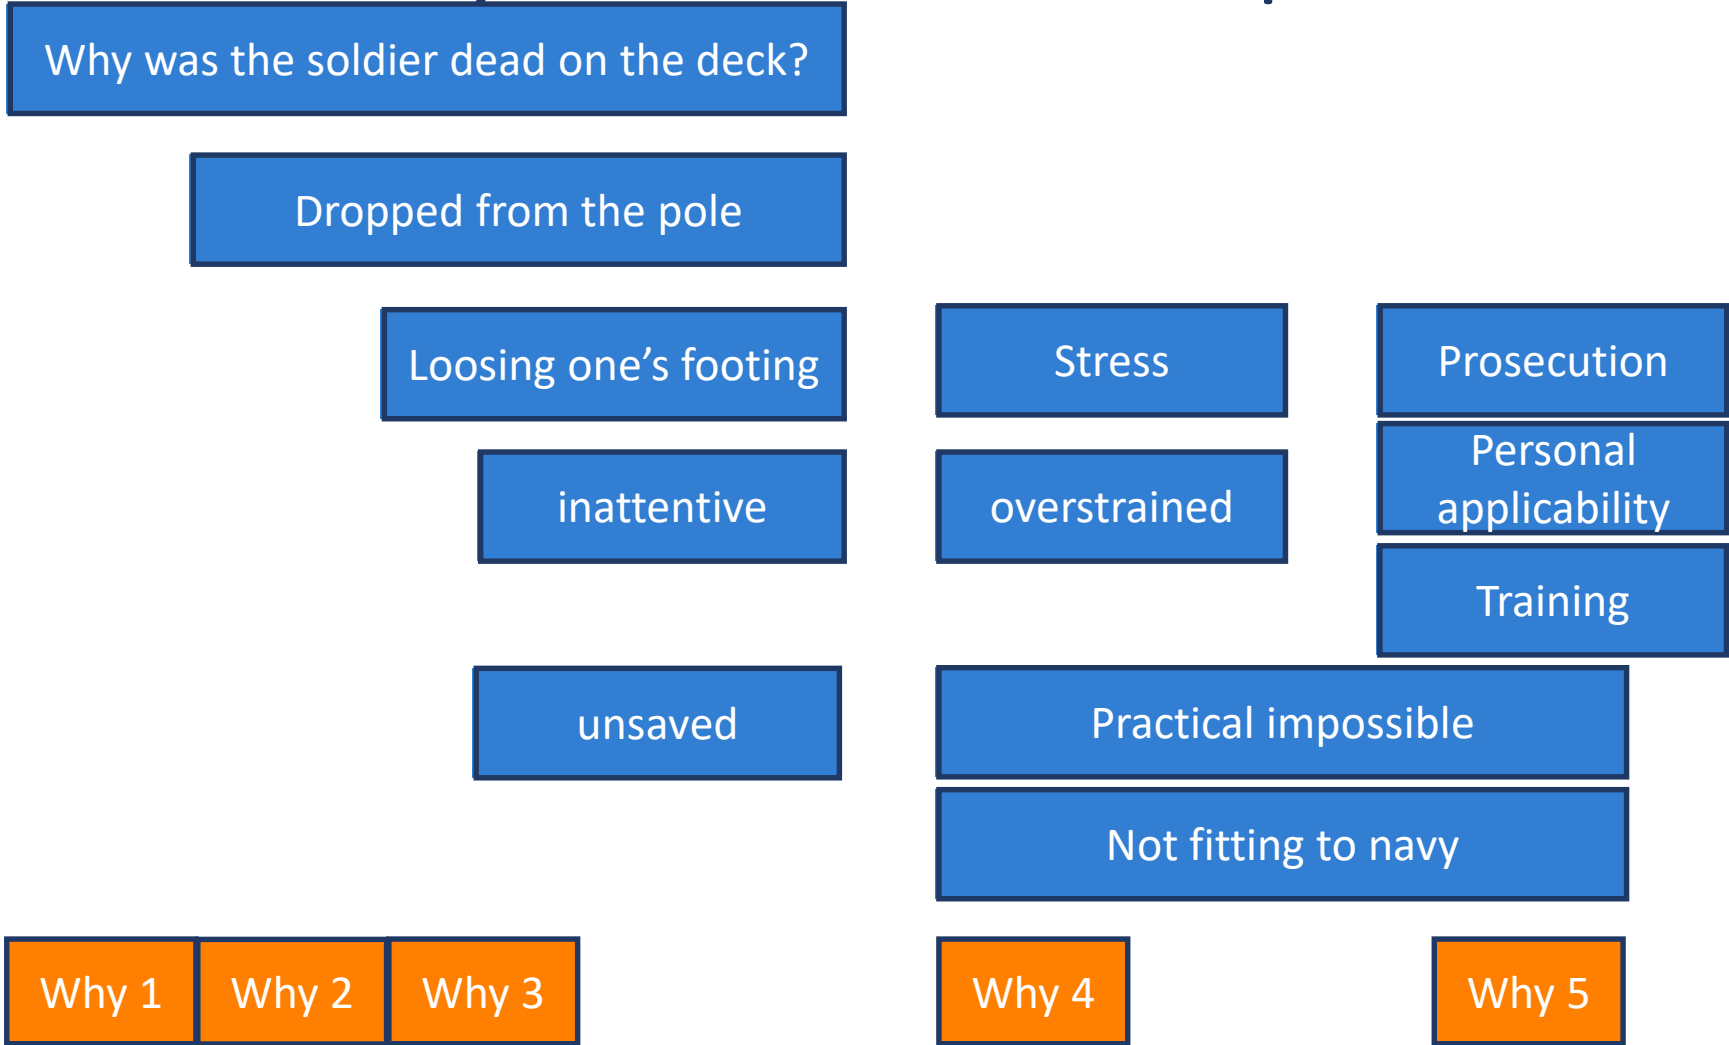 Why was the soldier dead on the deck?
Dropped from the pole
Loosing one’s footing
Stress
Prosecution
inattentive
overstrained
Personal
applicability
Training
unsaved
Practical impossible
Not fitting to navy
Why 1
Why 2
Why 3
Why 4
Why 5